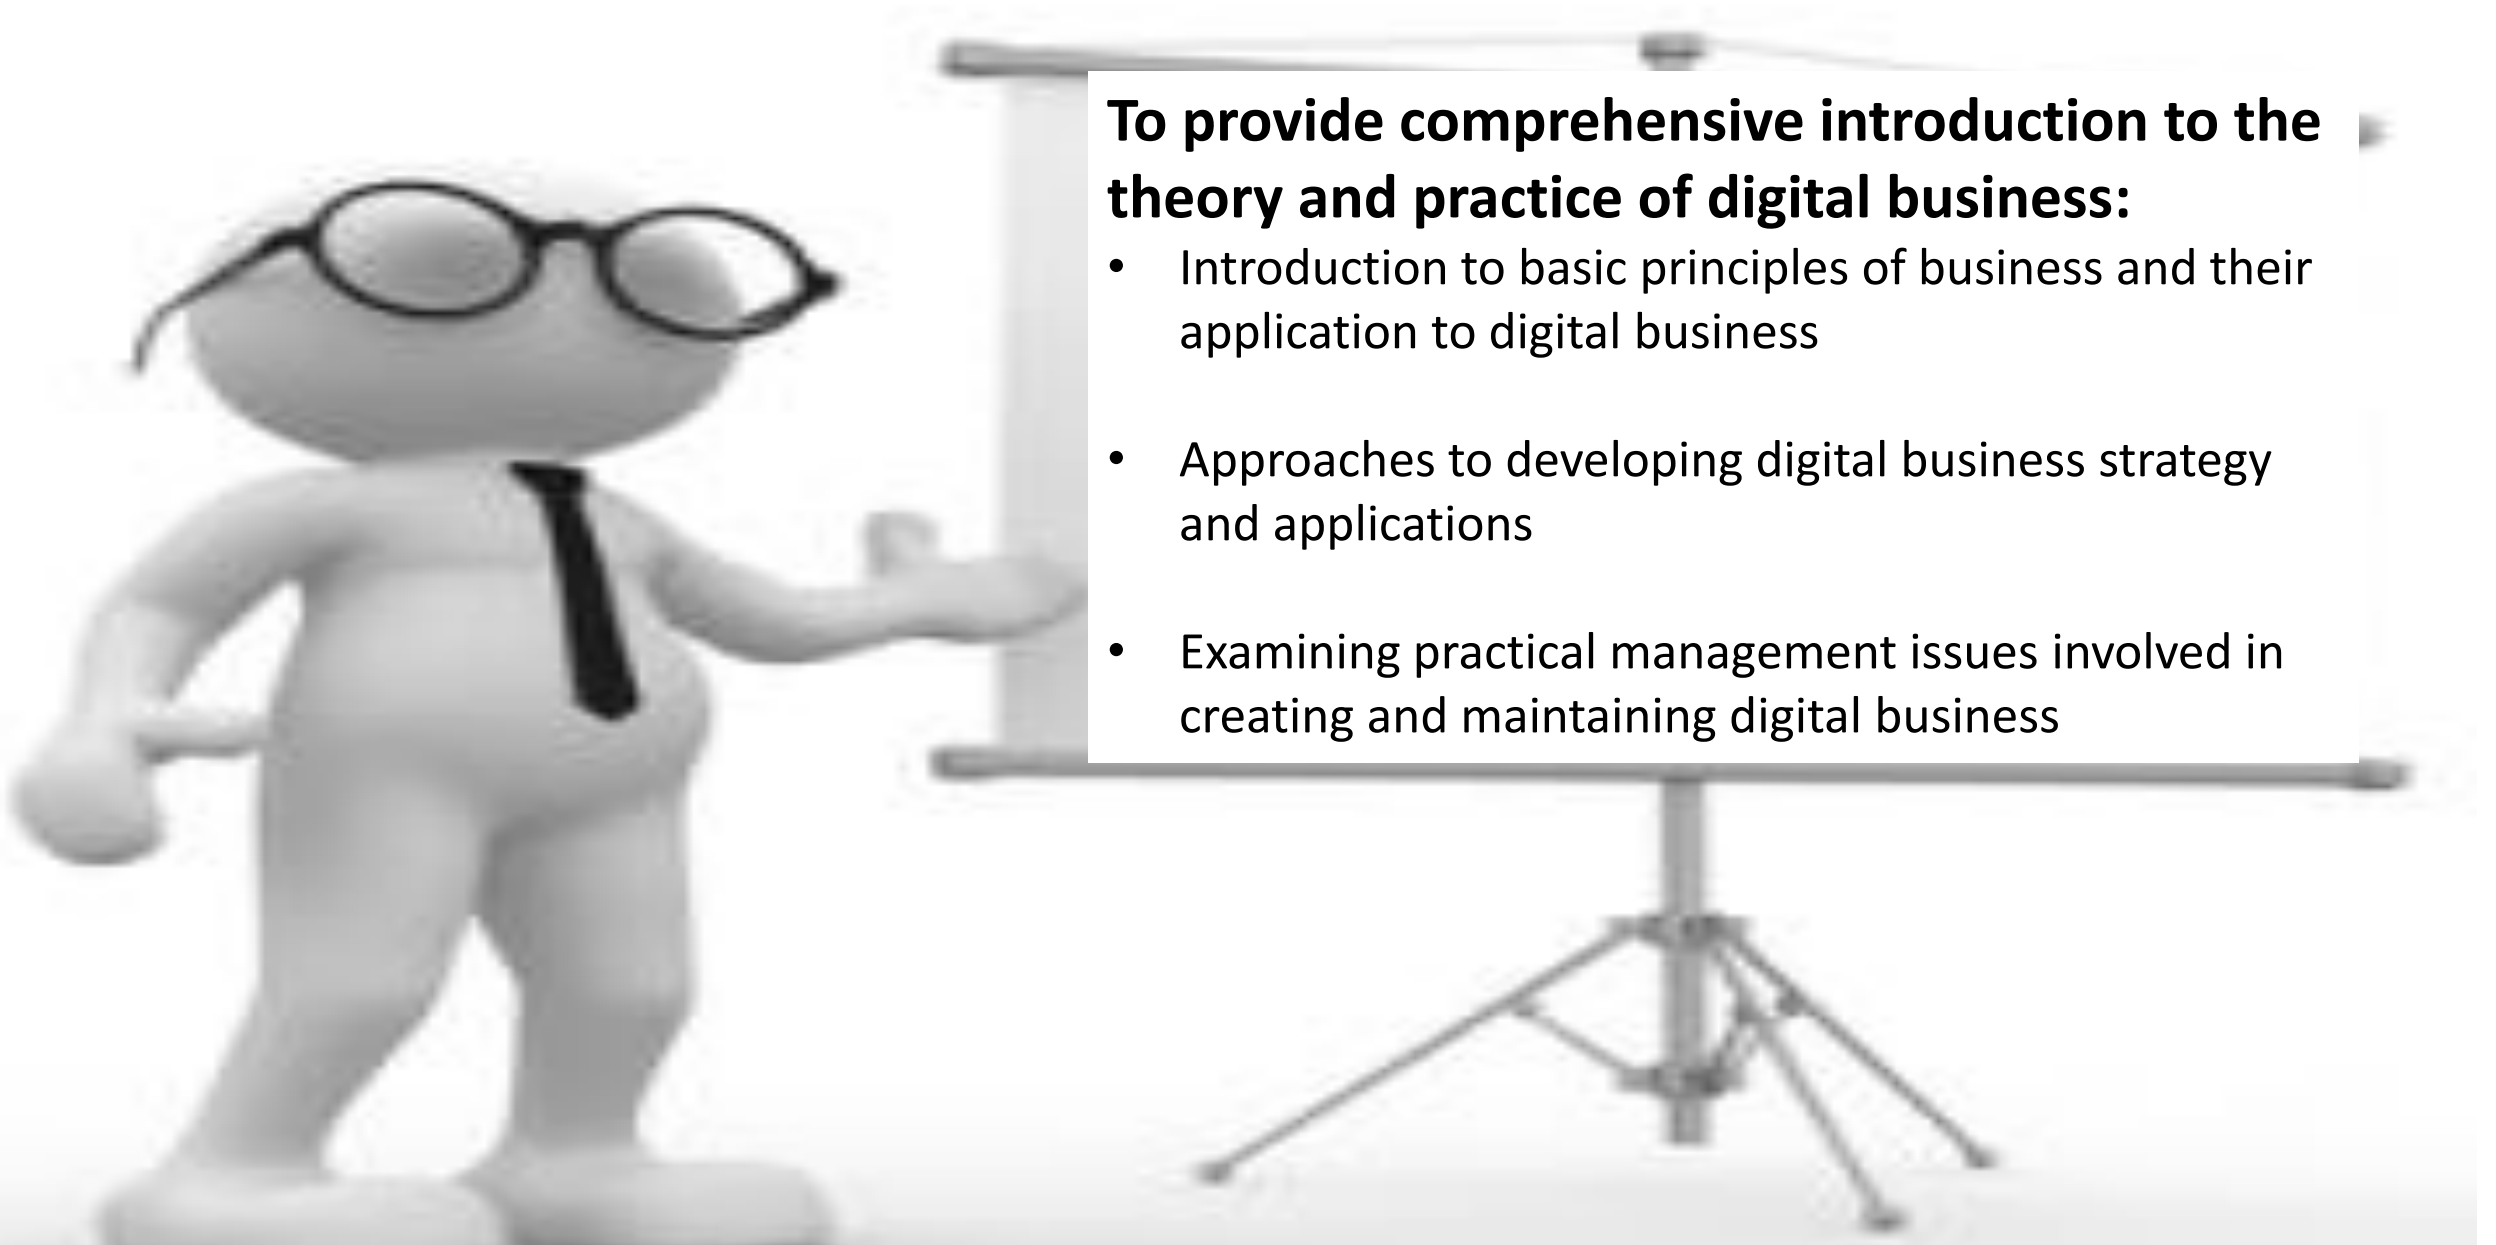 To provide comprehensive introduction to the
theory and practice of digital business:
• Introduction to basic principles of business and their
application to digital business
• Approaches to developing digital business strategy
and applications
• Examining practical management issues involved in
creating and maintaining digital business